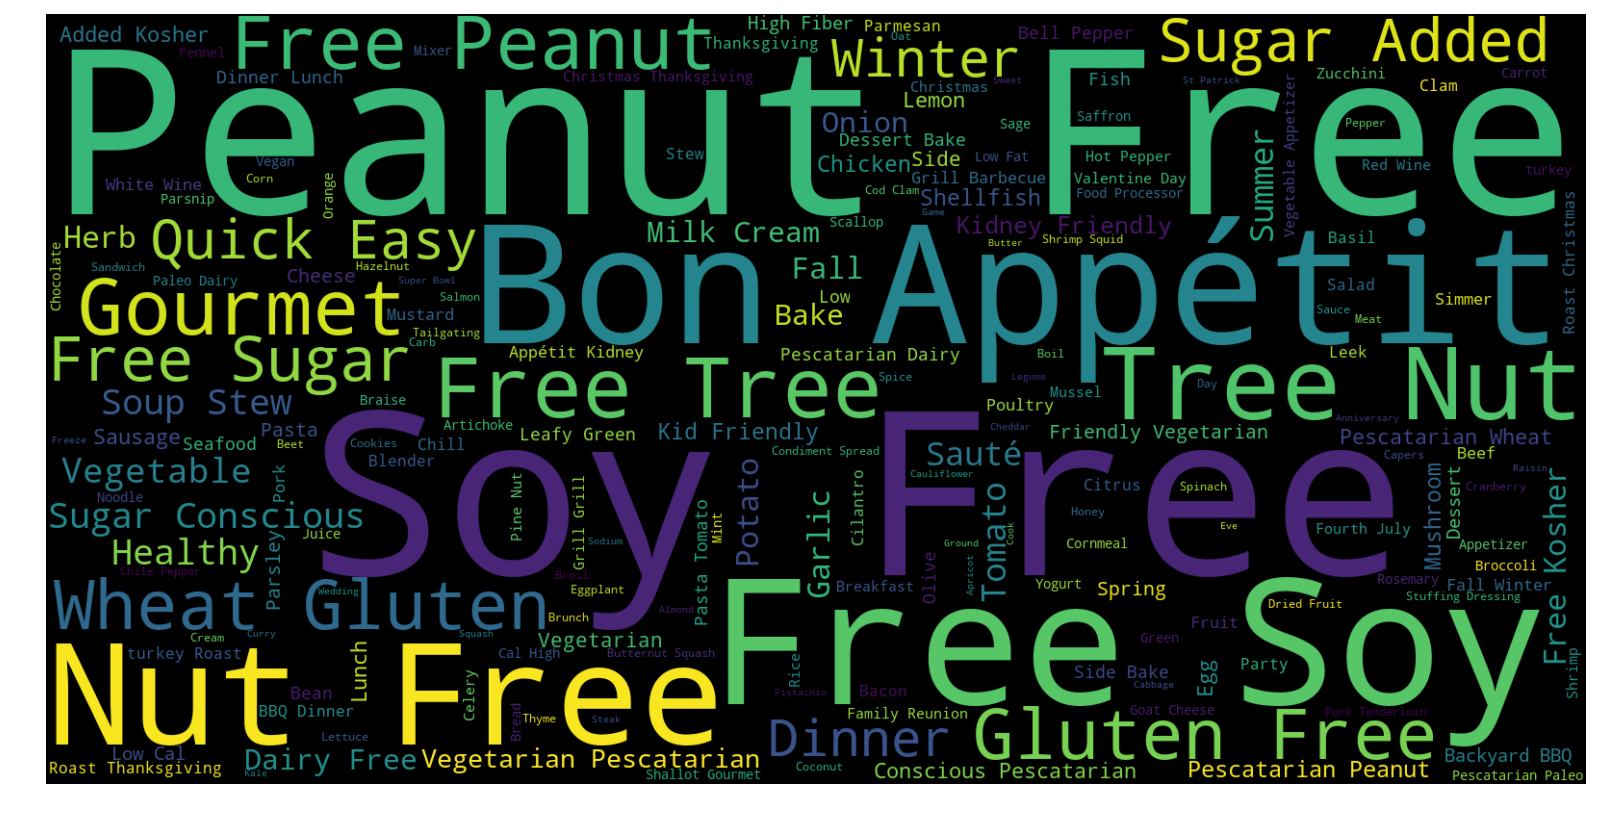 Added Kosher
Free Peanut
High Fiber
Parmesan
Bell Pepper
Sugar Added
Fennel
Mixer
Thanksgiving
Winter
Oat
Dinner Lunch
Christmas Thanksgiving
Christmas
Sweet
Fish
St Patrick
Zucchini
Clam
Carrot
Peanut Free
Lemon
Onion
Sage
Saffron
Summer
Vegetable Appetizer
Pepper
Dessert Bake
Vegan
Stew
Chicken
Side
Low Fat
Hot Pepper
Red Wine
turkey
Corn
White Wine
Parsnip
Orange
Grill Barbecue
Valentine Day
Cod Clam
Shellfish
Food Processor
Game
Scallop
Kidney Friendly
Roast Christmas
Herb
Quick Easy
Milk Cream
Butter
Shrimp Squid
Basil
Bon Appétit
Chocolate
Sandwich
Hazelnut
Cheese
Paleo Dairy
Super Bowl
Fall
Salad
Gourmet
Salmon
Low
Simmer
Mustard
Bake
Sauce
Meat
Tailgating
Carb
Free Sugar
Appétit Kidney
Pescatarian Dairy
Boil
Leek
Free Tree
Spice
Legume
Tree Nut
Day
Mussel
Soup Stew
Braise
Poultry
Artichoke
Anniversary
Freeze
Sausage
Seafood
Pasta
Beet
Cookies
Chill
Leafy Green
Kid Friendly
Cheddar
Friendly Vegetarian
Pescatarian Wheat
Capers
Blender
Condiment Spread
Sauté
Beef
Raisin
Vegetable
Soy Free
Potato
Cauliflower
Noodle
Pork
Pine Nut
Grill Grill
Cilantro
Citrus
Spinach
Mushroom
Dessert
Cranberry
Free Kosher
Sugar Conscious
Garlic
Tomato
Honey
Eve
Fourth July
Juice
Sodium
Mint
Pasta Tomato
Ground
Cook
Cornmeal
Appetizer
Healthy
Parsley
Chile Pepper
Broil
Olive
Apricot
Broccoli
Wheat Gluten
Wedding
Eggplant
Breakfast
Yogurt
Spring
Rosemary
Fall Winter
Stuffing Dressing
Brunch
Almond
Dried Fruit
Free Soy
Fruit
Cream
Curry
Squash
Vegetarian
Green
Nut Free
turkey Roast
Lunch
Cal High
Butternut Squash
Rice
Side Bake
Egg
Party
Shrimp
Bean
Celery
Pistachio
Bacon
Cabbage
BBQ Dinner
Bread
Thyme
Steak
Family Reunion
Goat Cheese
Pork Tenderloin
Lettuce
Low Cal
Dinner
Gluten Free
Dairy Free
Vegetarian Pescatarian
Backyard BBQ
Roast Thanksgiving
Kale
Shallot Gourmet
Coconut
Conscious Pescatarian
Pescatarian Peanut
Pescatarian Paleo